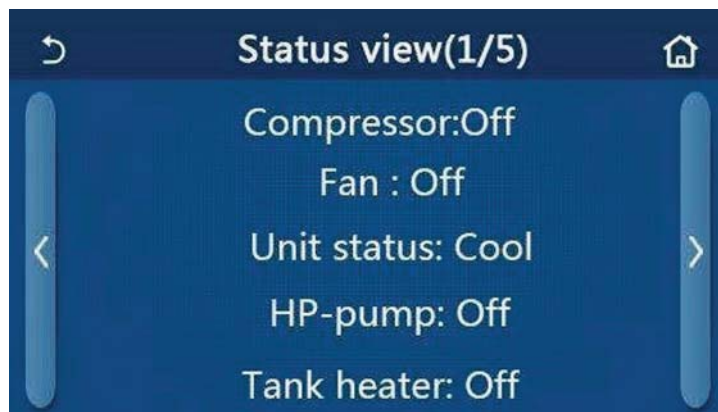 Status view(1/5)
Compressor:Off
Fan : Off
Unit status: Cool
HP-pump: Off
Tank heater: Off